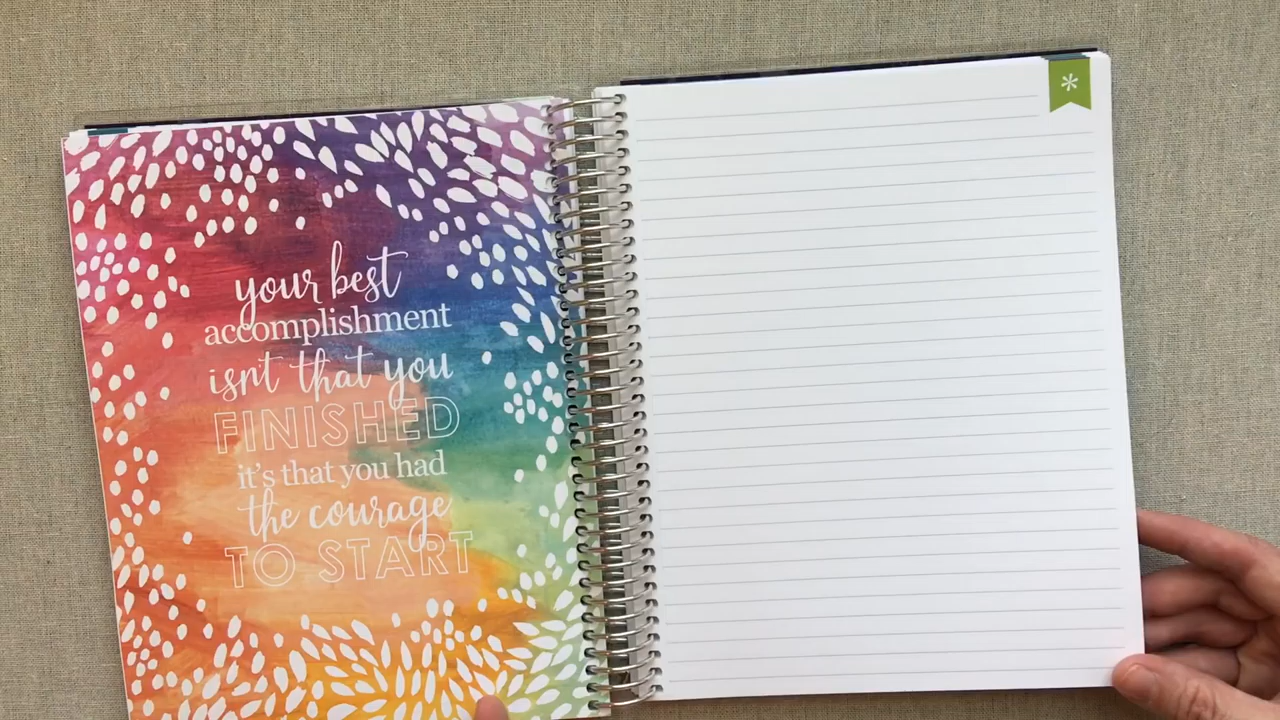 your best
accomplishment
isn't that you
FINISHED
it's that you had
the courage
TO START